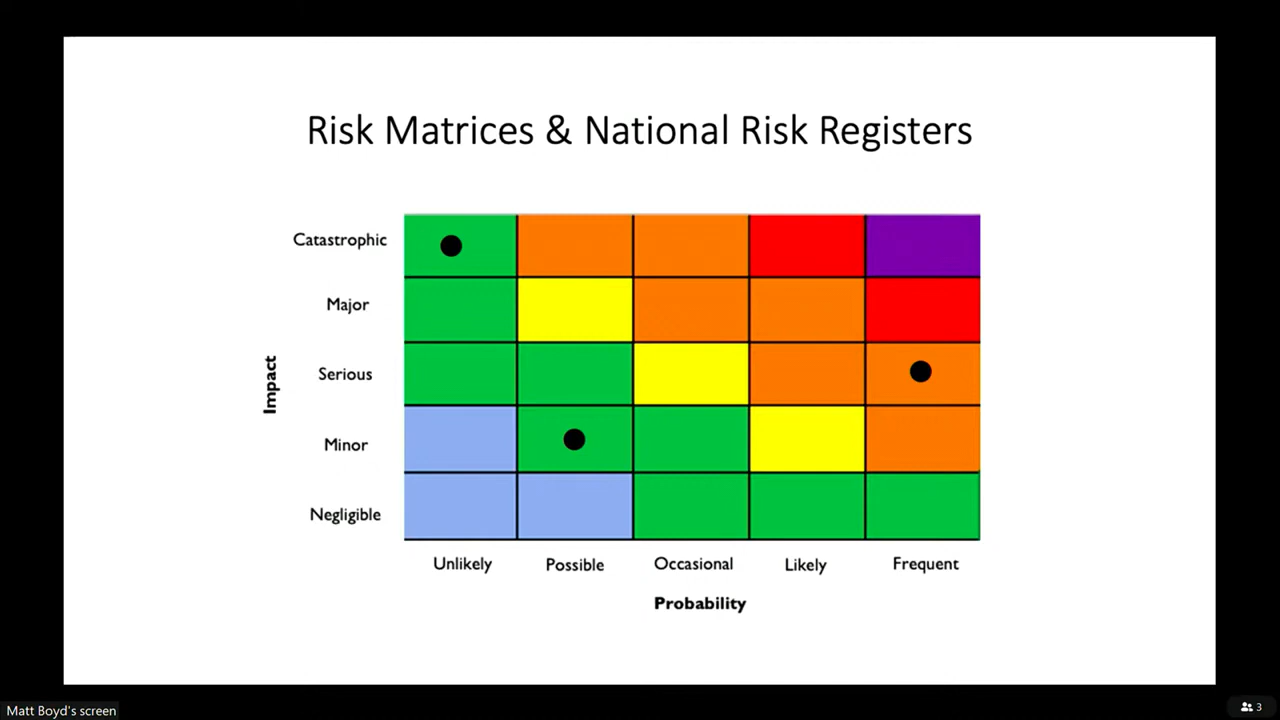 Risk Matrices & National Risk Registers
Catastrophic
Major
Serious
Minor
Negligible
Impact
Unlikely Possible Occasional Likely Frequent
Probability
Matt Boyd's screen
3